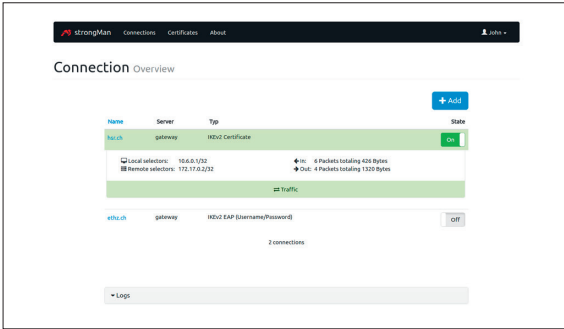 strongMan Connections Certificates About John
Connection Overview
+ Add
Name Server Typ State
hsr.ch gateway IKEv2 Certificate On
Local selectors: 10.6.0.1/32 In: 6 Packets totaling 426 Bytes
Remote selectors: 172.17.0.2/32 Out: 4 Packets totaling 1320 Bytes
Traffic
ethz.ch gateway IKEv2 EAP (Username/Password) Off
2 connections
Logs